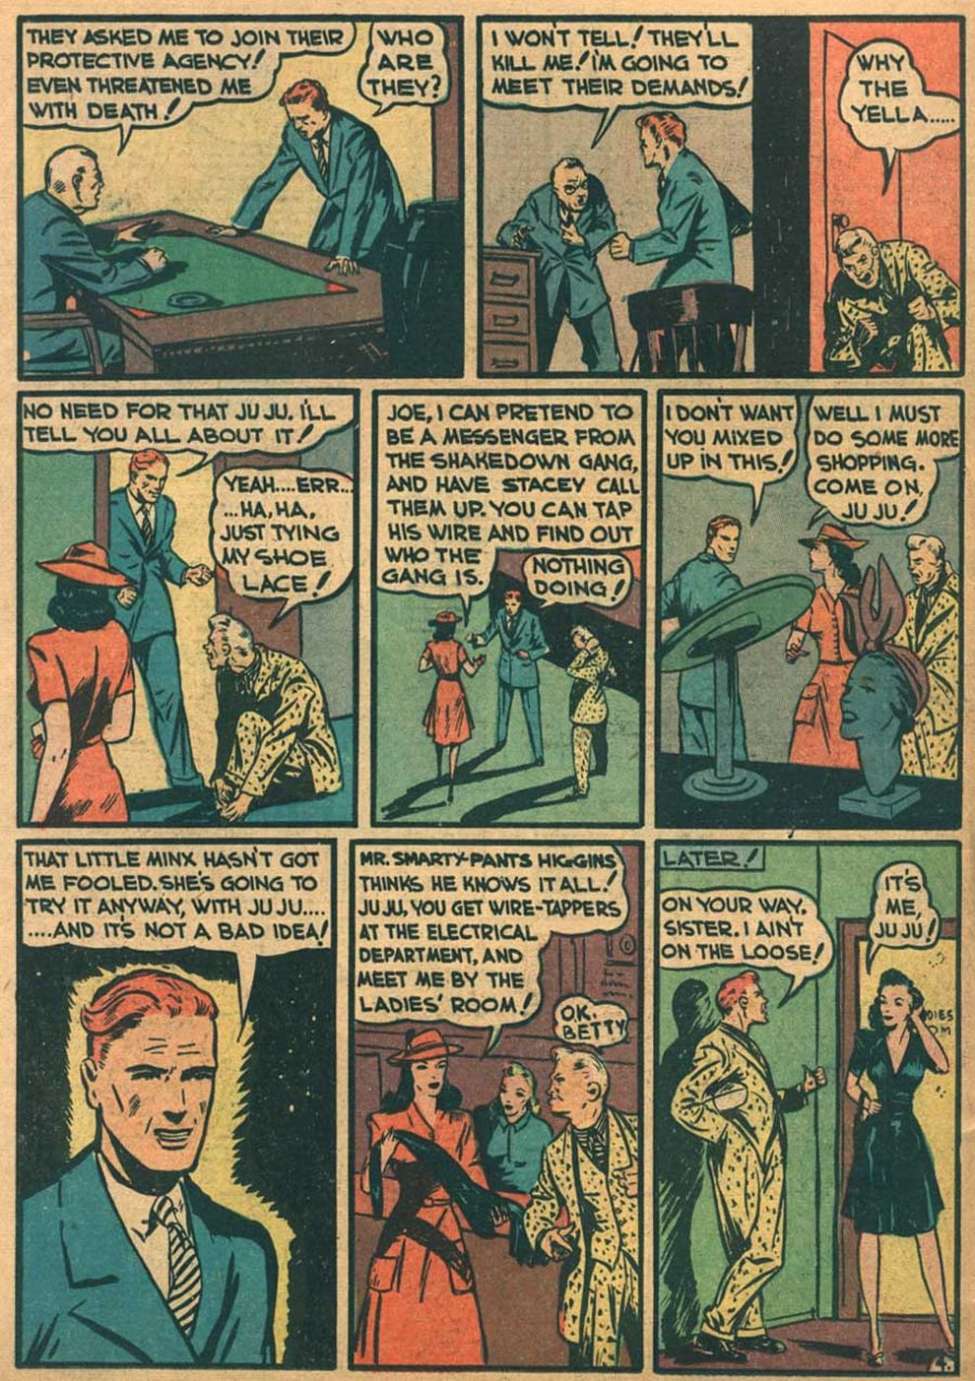 THEY ASKED ME TO JOIN THEIR
PROTECTIVE AGENCY!
EVEN THREATENED ME
WITH DEATH!
WHO
ARE
THEY?
I WON'T TELL! THEY'LL
KILL ME! I'M GOING TO
MEET THEIR DEMANDS!
WHY
THE
YELLA.....
NO NEED FOR THAT JU JU. I'LL
TELL YOU ALL ABOUT IT!
YEAH....ERR..
...HA, HA,
JUST TYING
MY SHOE
LACE!
JOE, I CAN PRETEND TO
BE A MESSENGER FROM
THE SHAKEDOWN GANG,
AND HAVE STACEY CALL
THEM UP. YOU CAN TAP
HIS WIRE AND FIND OUT
WHO THE
GANG IS.
NOTHING
DOING!
I DON'T WANT
YOU MIXED
UP IN THIS!
WELL I MUST
DO SOME MORE
SHOPPING.
COME ON,
JU JU!
THAT LITTLE MINX HASN'T GOT
ME FOOLED. SHE'S GOING TO
TRY IT ANYWAY, WITH JU JU....
....AND IT'S NOT A BAD IDEA!
MR. SMARTY-PANTS HIGGINS
THINKS HE KNOWS IT ALL!
JU JU, YOU GET WIRE-TAPPERS
AT THE ELECTRICAL
DEPARTMENT, AND
MEET ME BY THE
LADIES' ROOM!
OK.
BETTY
LATER!
ON YOUR WAY,
SISTER. I AIN'T
ON THE LOOSE!
IT'S
ME,
JU JU!
DIES
OM